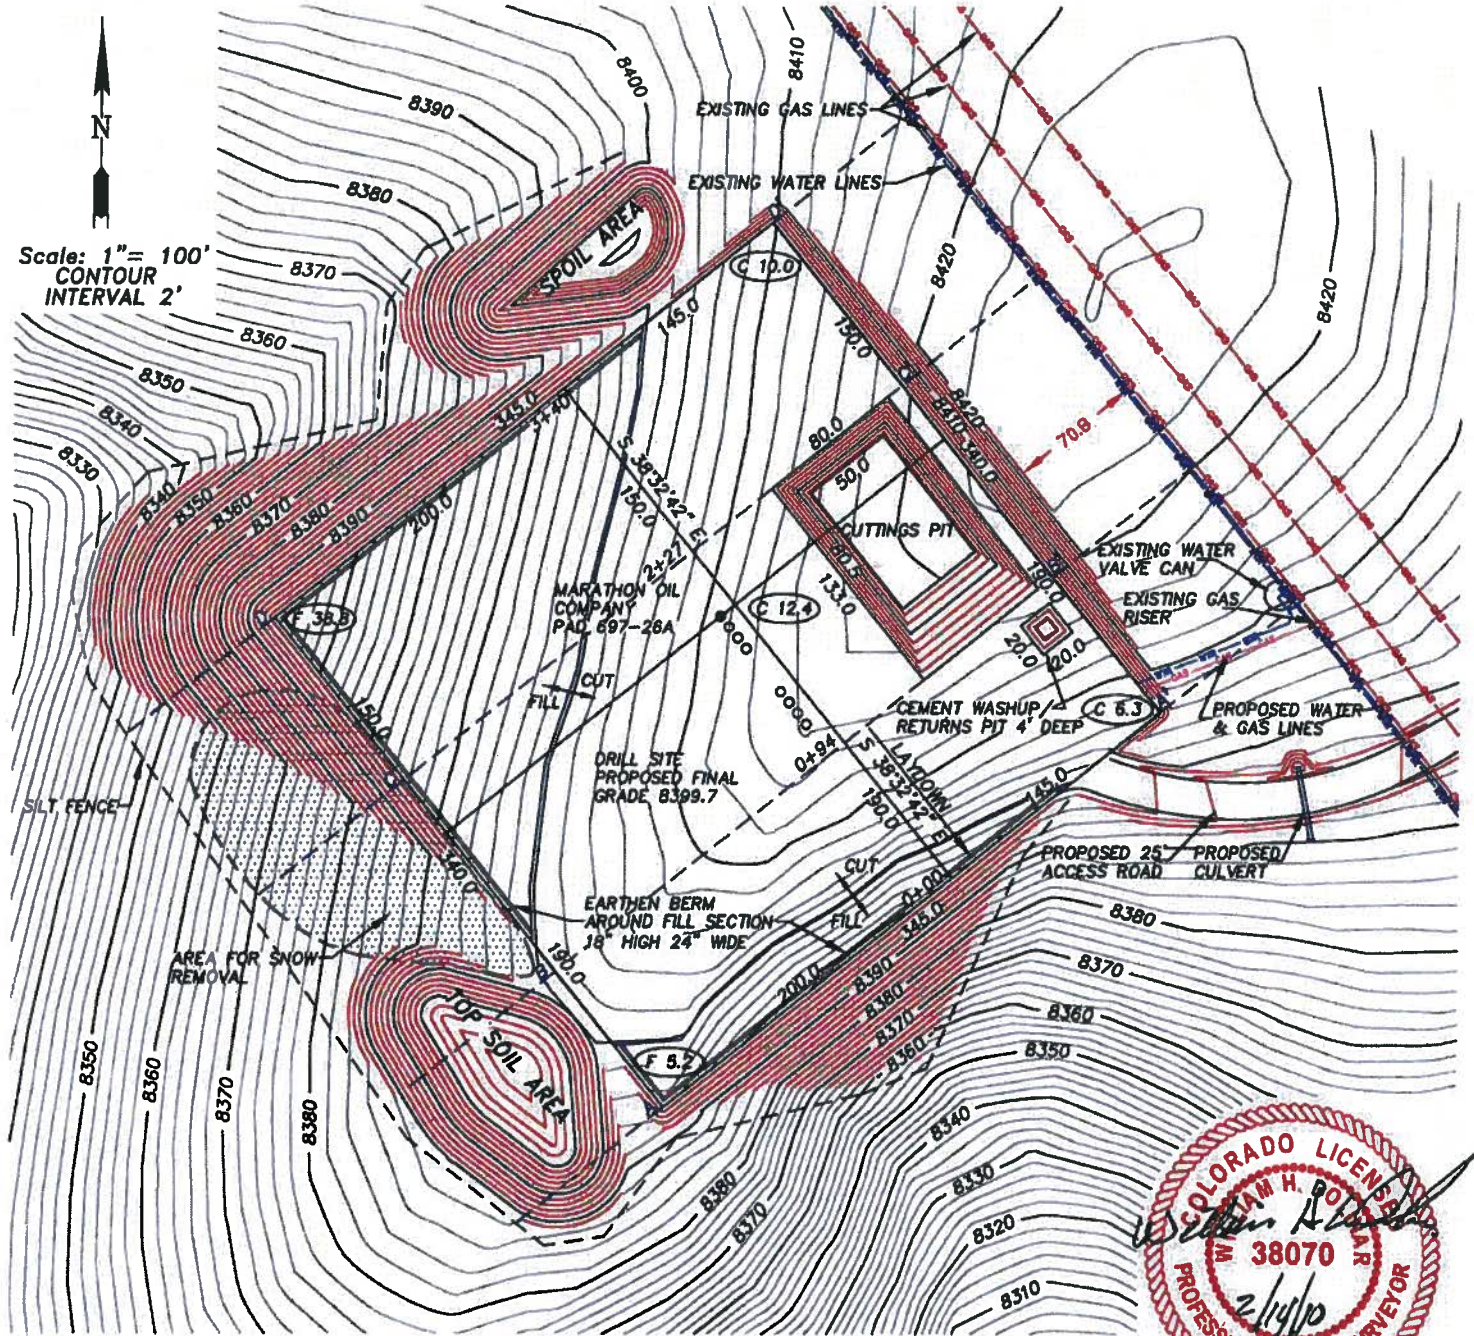 N
Scale: 1"= 100'
CONTOUR
INTERVAL 2'
8390
8400
8410
8380
8370
8360
8350
8340
8330
EXISTING GAS LINES
EXISTING WATER LINES
8420
8420
SPOIL AREA
C 10.0
145.0
150.0
345.0
3+40
200.0
8340
8350
8360
8370
8380
8390
S 38°32'42" E
150.0
2+27
80.0
50.0
CUTTINGS PIT
80.5
133.0
8420
8410
340.0
190.0
70.8
EXISTING WATER
VALVE CAN
EXISTING GAS
RISER
MARATHON OIL
COMPANY
PAD 697-26A
C 12.4
F 38.8
CUT
FILL
20.0
20.0
CEMENT WASHUP/
RETURNS PIT 4' DEEP
C 6.3
PROPOSED WATER
& GAS LINES
150.0
DRILL SITE
PROPOSED FINAL
GRADE 8399.7
0+94
LAYDOWN
S 38°32'42" E
190.0
145.0
SILT FENCE
340.0
PROPOSED 25'
ACCESS ROAD
PROPOSED
CULVERT
CUT
FILL
0+00
345.0
EARTHEN BERM
AROUND FILL SECTION
18" HIGH 24" WIDE
AREA FOR SNOW
REMOVAL
190.0
200.0
8390
8380
8370
8360
TOP SOIL AREA
F 5.2
8350
8360
8370
8380
8380
8370
8360
8350
8340
8330
8320
8310
8380
8370
COLORADO LICENSED
38070
2/14/10